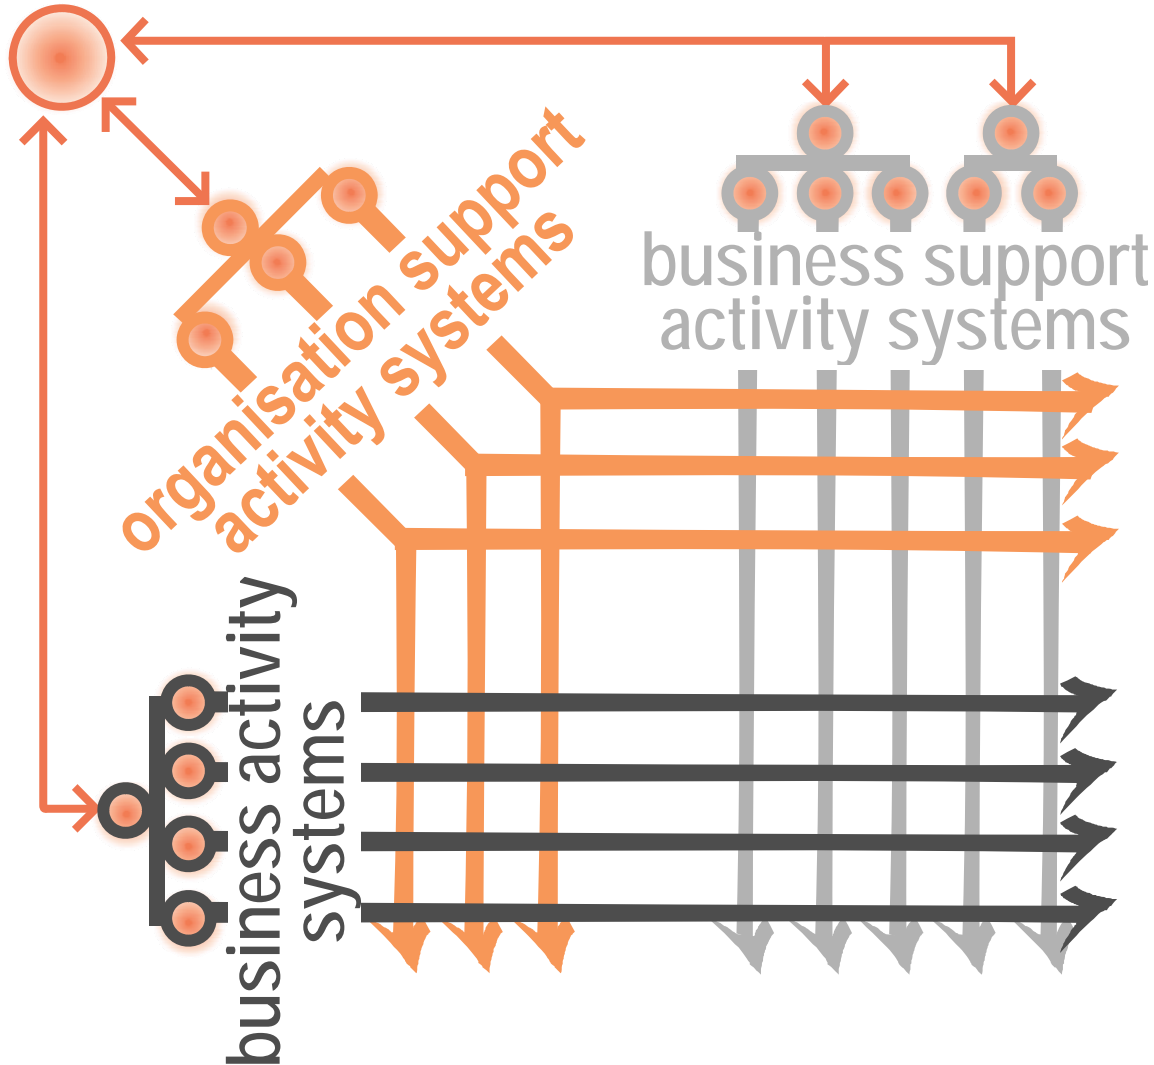 organisation support
activity systems
business support
activity systems
business activity
systems